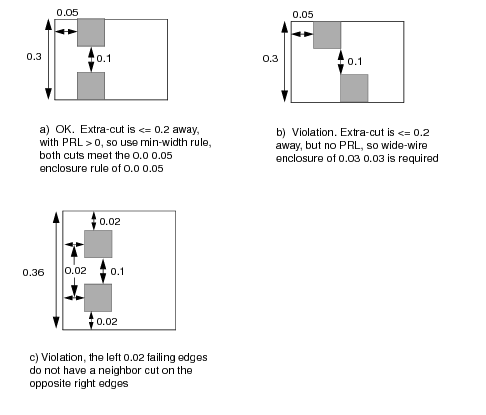 0.05
0.3
0.1
a) OK. Extra-cut is <= 0.2 away,
with PRL > 0, so use min-width rule,
both cuts meet the 0.0 0.05
enclosure rule of 0.0 0.05
0.05
0.3
0.1
b) Violation. Extra-cut is <= 0.2
away, but no PRL, so wide-wire
enclosure of 0.03 0.03 is required
0.02
0.36
0.02
0.1
0.02
c) Violation, the left 0.02 failing edges
do not have a neighbor cut on the
opposite right edges